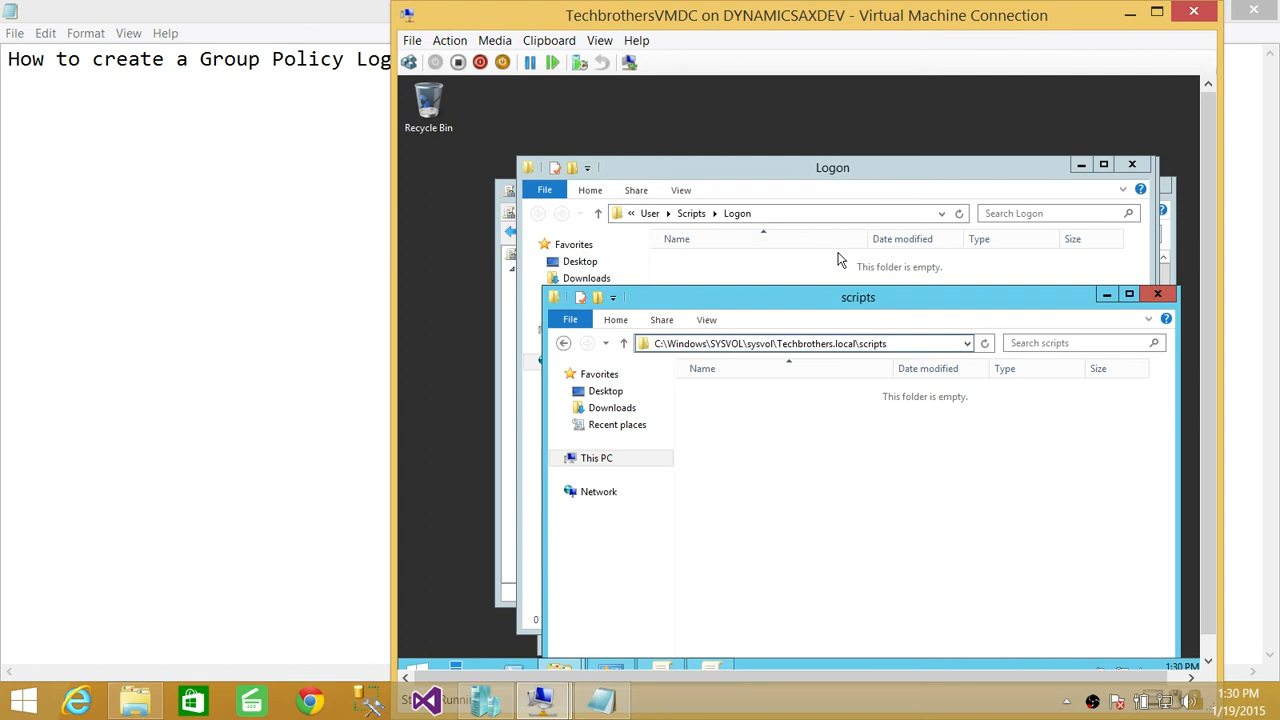 TechbrothersVMDC on DYNAMICSAXDEV - Virtual Machine Connection
File Edit Format View Help
How to create a Group Policy Log
File Action Media Clipboard View Help
Recycle Bin
Logon
File Home Share View
« User Scripts Logon
Search Logon
Name Date modified Type Size
This folder is empty.
Favorites
Desktop
Downloads
scripts
File Home Share View
C:\Windows\SYSVOL\sysvol\Techbrothers.local\scripts
Search scripts
Name Date modified Type Size
This folder is empty.
Favorites
Desktop
Downloads
Recent places
This PC
Network
0
1:30 PM
1:30 PM
1/19/2015